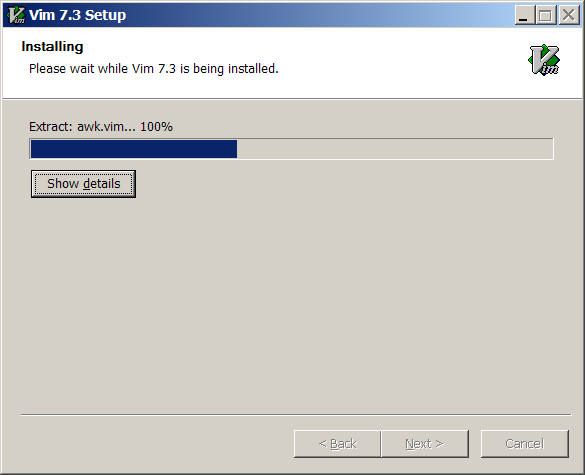 Vim 7.3 Setup
Installing
Please wait while Vim 7.3 is being installed.
Vim
Extract: awk.vim... 100%
Show details
< Back Next > Cancel